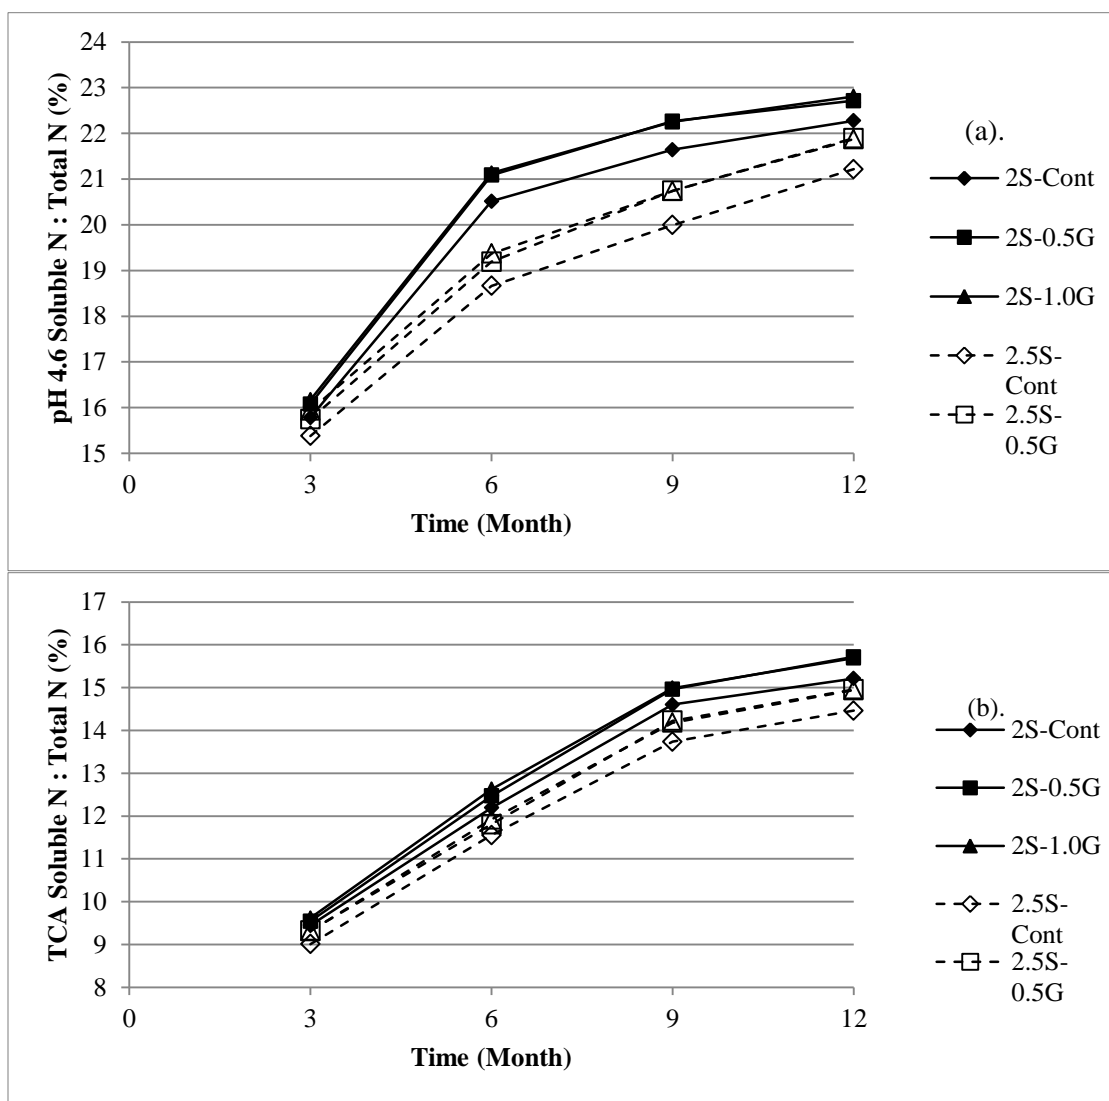 24
23
22
21
20
19
18
17
16
15
0
3
6
9
12
pH 4.6 Soluble N : Total N (%)
Time (Month)
(a).
2S-Cont
2S-0.5G
2S-1.0G
2.5S-
Cont
2.5S-
0.5G
17
16
15
14
13
12
11
10
9
8
0
3
6
9
12
TCA Soluble N : Total N (%)
Time (Month)
(b).
2S-Cont
2S-0.5G
2S-1.0G
2.5S-
Cont
2.5S-
0.5G